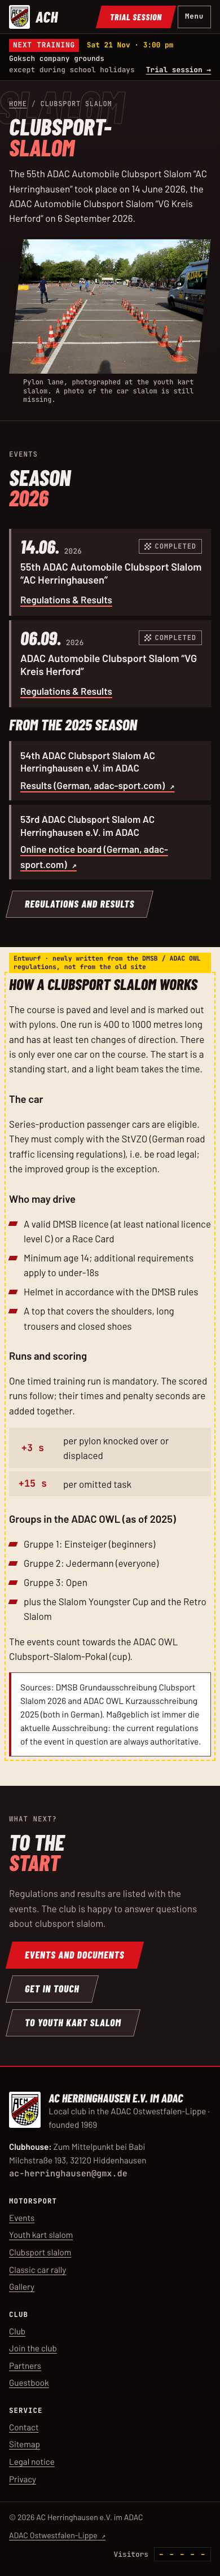 ACH
TRIAL SESSION
Menu
NEXT TRAINING Sat 21 Nov · 3:00 pm
Goksch company grounds
except during school holidays Trial session →
HOME / CLUBSPORT SLALOM
CLUBSPORT-
SLALOM
The 55th ADAC Automobile Clubsport Slalom “AC
Herringhausen” took place on 14 June 2026, the
ADAC Automobile Clubsport Slalom “VG Kreis
Herford” on 6 September 2026.
Pylon lane, photographed at the youth kart
slalom. A photo of the car slalom is still
missing.
EVENTS
SEASON
2026
14.06. 2026
COMPLETED
55th ADAC Automobile Clubsport Slalom
“AC Herringhausen”
Regulations & Results
06.09. 2026
COMPLETED
ADAC Automobile Clubsport Slalom “VG
Kreis Herford”
Regulations & Results
FROM THE 2025 SEASON
54th ADAC Clubsport Slalom AC
Herringhausen e.V. im ADAC
Results (German, adac-sport.com) ↗
53rd ADAC Clubsport Slalom AC
Herringhausen e.V. im ADAC
Online notice board (German, adac-
sport.com) ↗
REGULATIONS AND RESULTS
Entwurf · newly written from the DMSB / ADAC OWL
regulations, not from the old site
HOW A CLUBSPORT SLALOM WORKS
The course is paved and level and is marked out
with pylons. One run is 400 to 1000 metres long
and has at least ten changes of direction. There
is only ever one car on the course. The start is a
standing start, and a light beam takes the time.
The car
Series-production passenger cars are eligible.
They must comply with the StVZO (German road
traffic licensing regulations), i.e. be road legal;
the improved group is the exception.
Who may drive
A valid DMSB licence (at least national licence
level C) or a Race Card
Minimum age 14; additional requirements
apply to under-18s
Helmet in accordance with the DMSB rules
A top that covers the shoulders, long
trousers and closed shoes
Runs and scoring
One timed training run is mandatory. The scored
runs follow; their times and penalty seconds are
added together.
+3 s per pylon knocked over or
displaced
+15 s per omitted task
Groups in the ADAC OWL (as of 2025)
Gruppe 1: Einsteiger (beginners)
Gruppe 2: Jedermann (everyone)
Gruppe 3: Open
plus the Slalom Youngster Cup and the Retro
Slalom
The events count towards the ADAC OWL
Clubsport-Slalom-Pokal (cup).
Sources: DMSB Grundausschreibung Clubsport
Slalom 2026 and ADAC OWL Kurzausschreibung
2025 (both in German). Maßgeblich ist immer die
aktuelle Ausschreibung: the current regulations
of the event in question are always authoritative.
WHAT NEXT?
TO THE
START
Regulations and results are listed with the
events. The club is happy to answer questions
about clubsport slalom.
EVENTS AND DOCUMENTS
GET IN TOUCH
TO YOUTH KART SLALOM
AC HERRINGHAUSEN E.V. IM ADAC
Local club in the ADAC Ostwestfalen-Lippe ·
founded 1969
Clubhouse: Zum Mittelpunkt bei Babi
Milchstraße 193, 32120 Hiddenhausen
ac-herringhausen@gmx.de
MOTORSPORT
Events
Youth kart slalom
Clubsport slalom
Classic car rally
Gallery
CLUB
Club
Join the club
Partners
Guestbook
SERVICE
Contact
Sitemap
Legal notice
Privacy
© 2026 AC Herringhausen e.V. im ADAC
ADAC Ostwestfalen-Lippe ↗
Visitors – – – – –